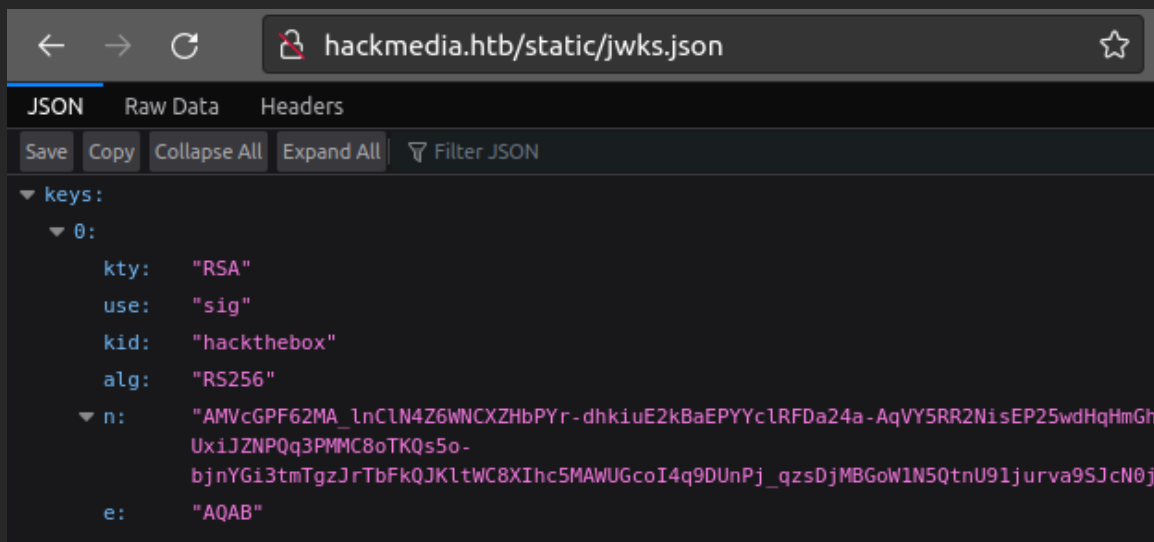 hackmedia.htb/static/jwks.json
JSON Raw Data Headers
Save Copy Collapse All Expand All Filter JSON
keys:
0:
kty: "RSA"
use: "sig"
kid: "hackthebox"
alg: "RS256"
n: "AMVcGPF62MA_lnClN4Z6WNCXZHbPYr-dhkiuE2kBaEPYYclRFDa24a-AqVY5RR2NisEP25wdHqHmGh
UxiJZNPQq3PMMC8oTKQs5o-
bjnYGi3tmTgzJrTbFkQJKltWC8XIhc5MAWUGcoI4q9DUnPj_qzsDjMBGoW1N5QtnU91jurva9SJcN0j
e: "AQAB"